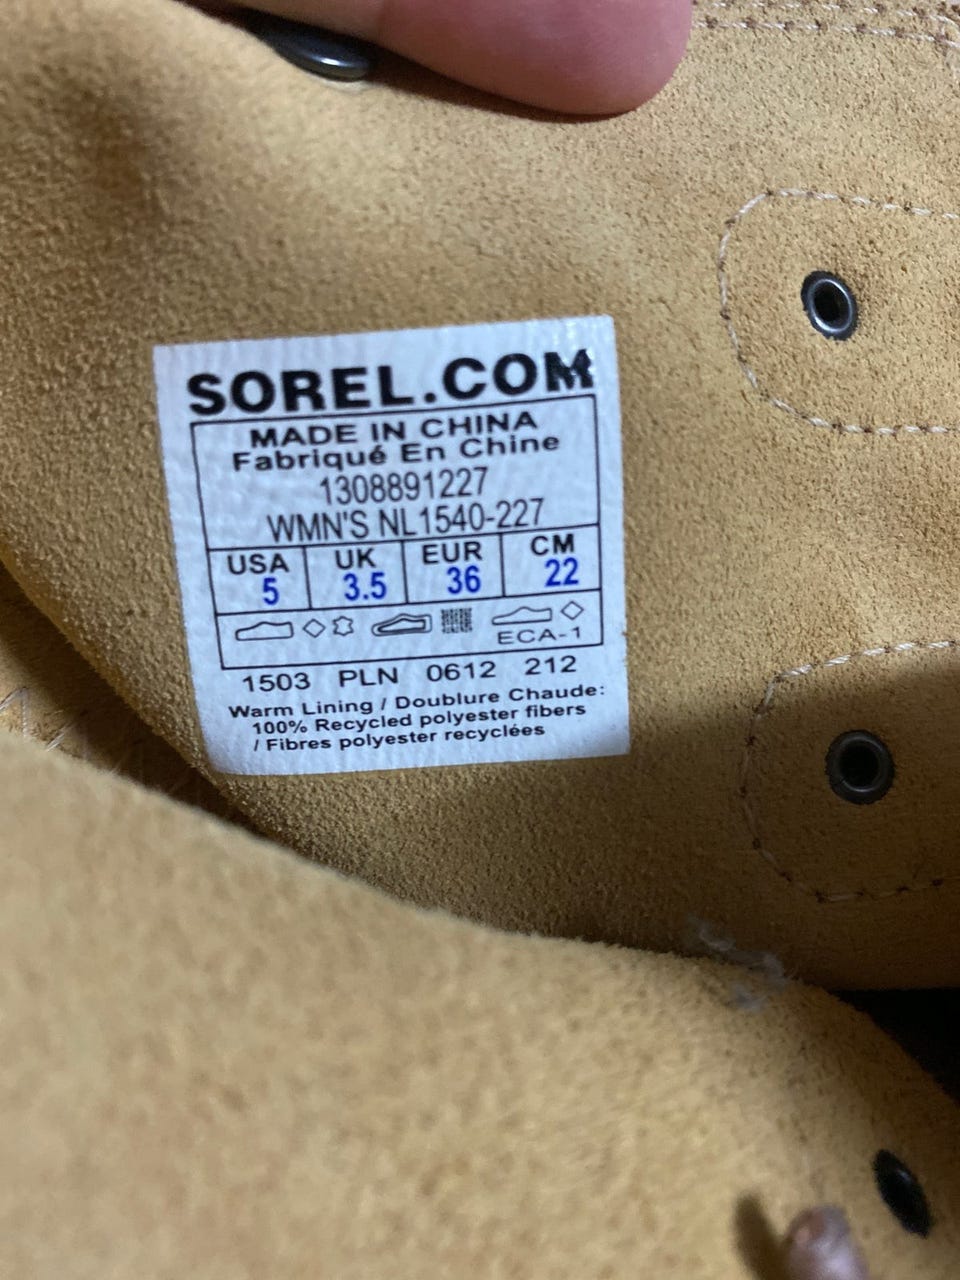 SOREL.COM
MADE IN CHINA
Fabriqué En Chine
1308891227
WMN'S NL1540-227
USA UK EUR CM
5 3.5 36 22
ECA-1
1503 PLN 0612 212
Warm Lining / Doublure Chaude:
100% Recycled polyester fibers
/ Fibres polyester recyclées